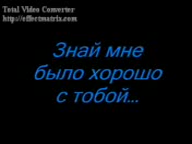 Total Video Converter
http://effectmatrix.com
Знай мне
было хорошо
с тобой...